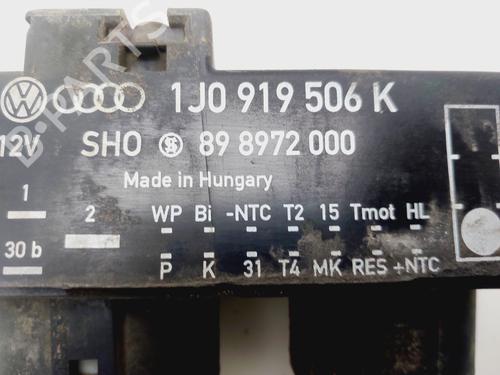 1J0 919 506 K
12V SHO 89 8972 000
Made in Hungary
1 2 WP Bi -NTC T2 15 Tmot HL
30 b P K 31 T4 MK RES +NTC